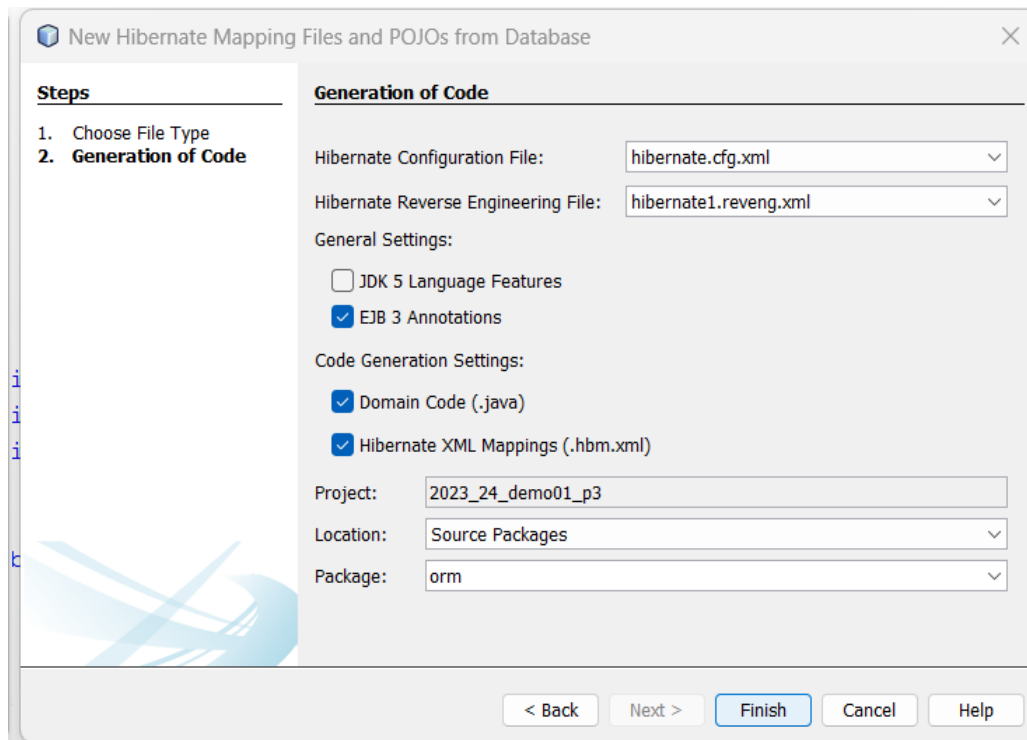 New Hibernate Mapping Files and POJOs from Database
Steps
1. Choose File Type
2. Generation of Code
Generation of Code
Hibernate Configuration File: hibernate.cfg.xml
Hibernate Reverse Engineering File: hibernate1.reveng.xml
General Settings:
JDK 5 Language Features
EJB 3 Annotations
Code Generation Settings:
Domain Code (.java)
Hibernate XML Mappings (.hbm.xml)
Project: 2023_24_demo01_p3
Location: Source Packages
Package: orm
i
i
i
b
< Back Next > Finish Cancel Help